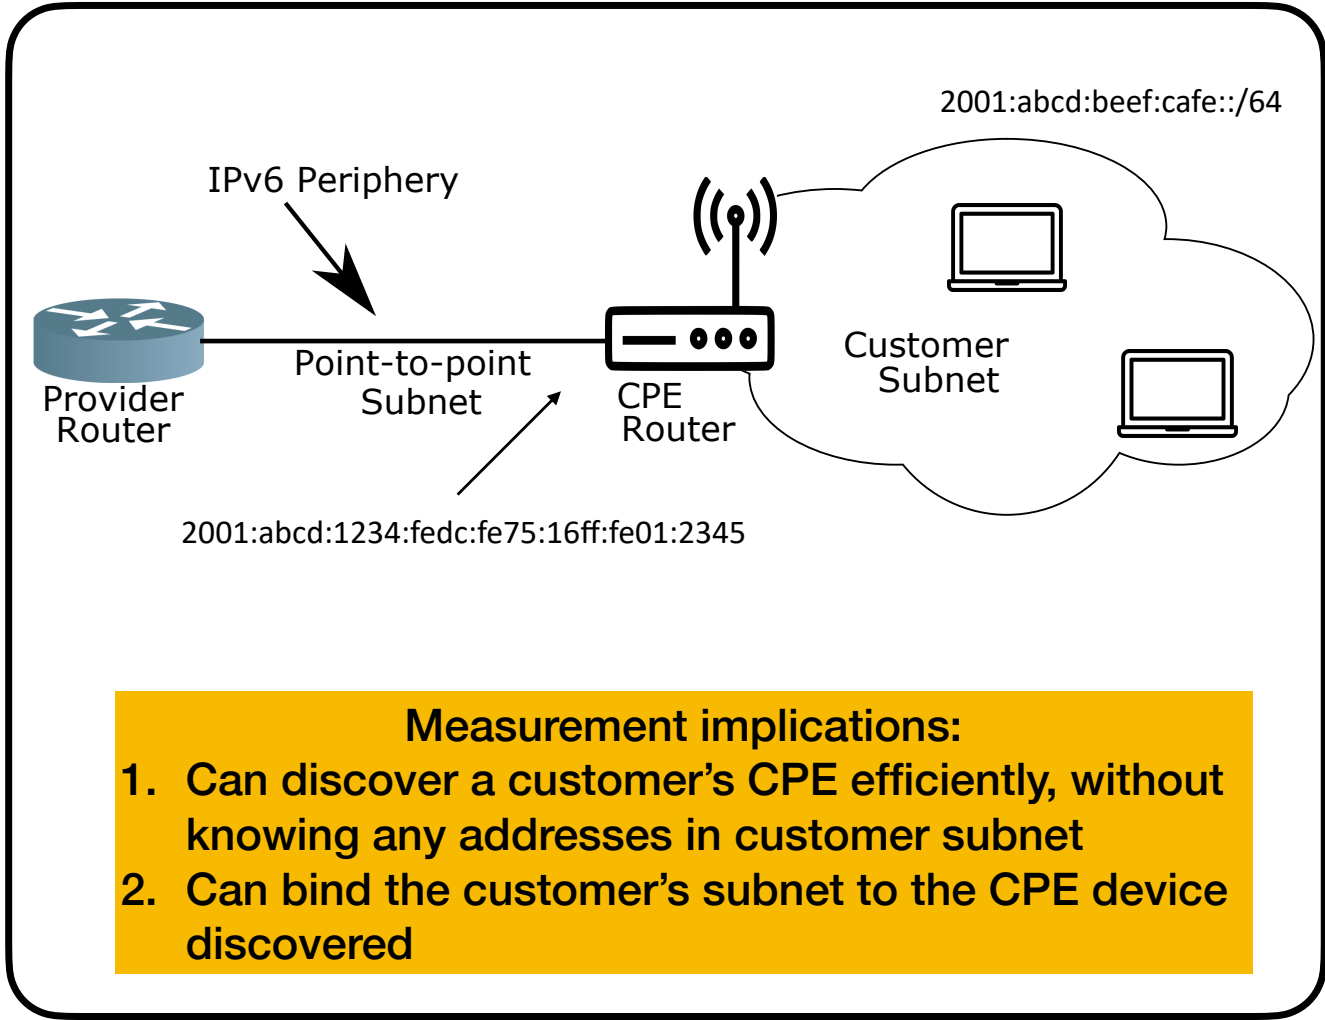 2001:abcd:beef:cafe::/64
IPv6 Periphery
Point-to-point
Subnet
Provider
Router
CPE
Router
Customer
Subnet
2001:abcd:1234:fedc:fe75:16ff:fe01:2345
Measurement implications:
1. Can discover a customer’s CPE efficiently, without
knowing any addresses in customer subnet
2. Can bind the customer’s subnet to the CPE device
discovered